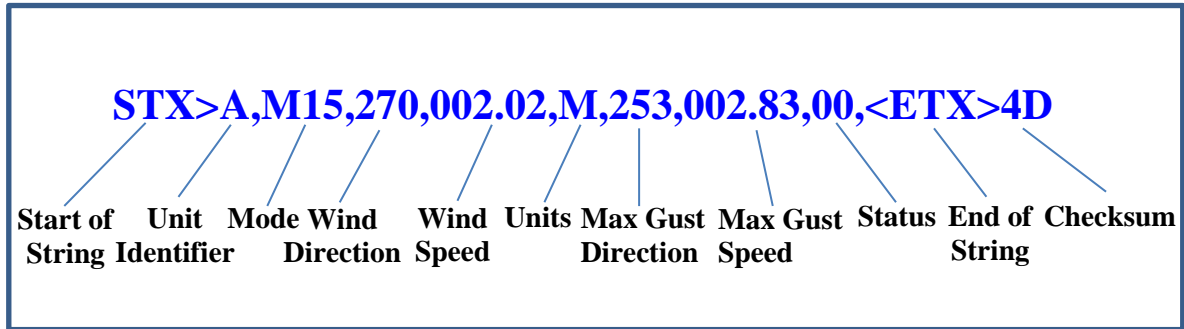 STX>A,M15,270,002.02,M,253,002.83,00,<ETX>4D
Start of String
Unit Identifier
Mode
Wind Direction
Wind Speed
Units
Max Gust Direction
Max Gust Speed
Status
End of String
Checksum